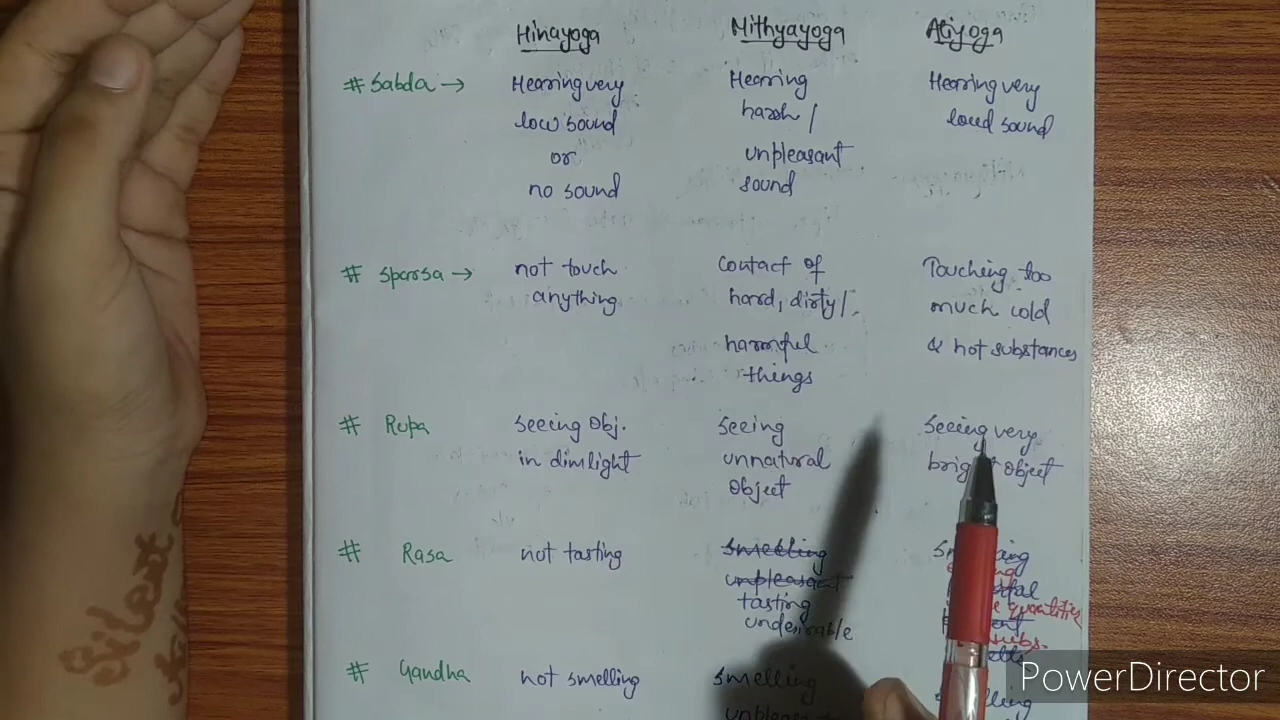 Hinayoga Mithyayoga Atiyoga
# Sabda → Hearing very Hearing Hearing very
low sound harsh / loud sound
or unpleasant
no sound sound
# Sparsa → not touch Contact of Touching too
anything hard, dirty / much cold
harmful & hot substances
things
# Rupa Seeing Obj. Seeing Seeing very
in dimlight unnatural bright object
Object
# Rasa not tasting Smelling
unpleasant
tasting quantities
undesirable subs.
# Gandha not smelling Smelling
PowerDirector